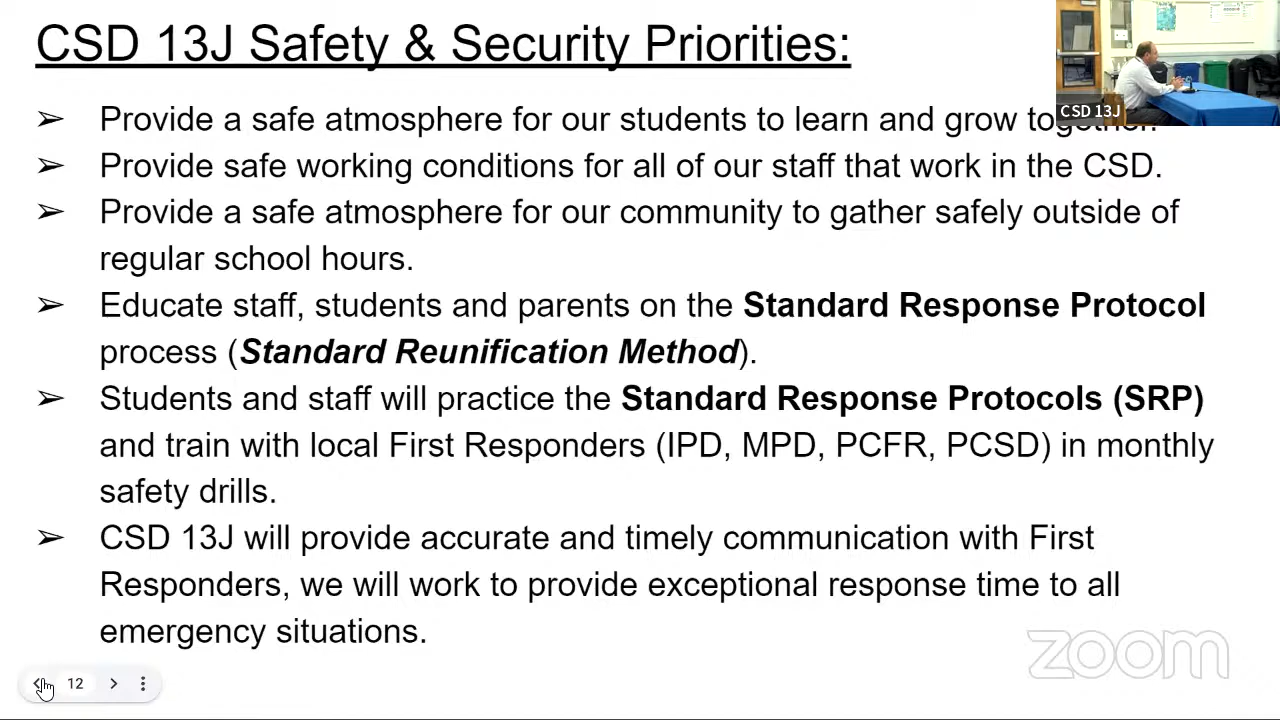 CSD 13J Safety & Security Priorities:
➢ Provide a safe atmosphere for our students to learn and grow together.
➢ Provide safe working conditions for all of our staff that work in the CSD.
➢ Provide a safe atmosphere for our community to gather safely outside of
regular school hours.
➢ Educate staff, students and parents on the Standard Response Protocol
process (Standard Reunification Method).
➢ Students and staff will practice the Standard Response Protocols (SRP)
and train with local First Responders (IPD, MPD, PCFR, PCSD) in monthly
safety drills.
➢ CSD 13J will provide accurate and timely communication with First
Responders, we will work to provide exceptional response time to all
emergency situations.
CSD 13J
zoom
12